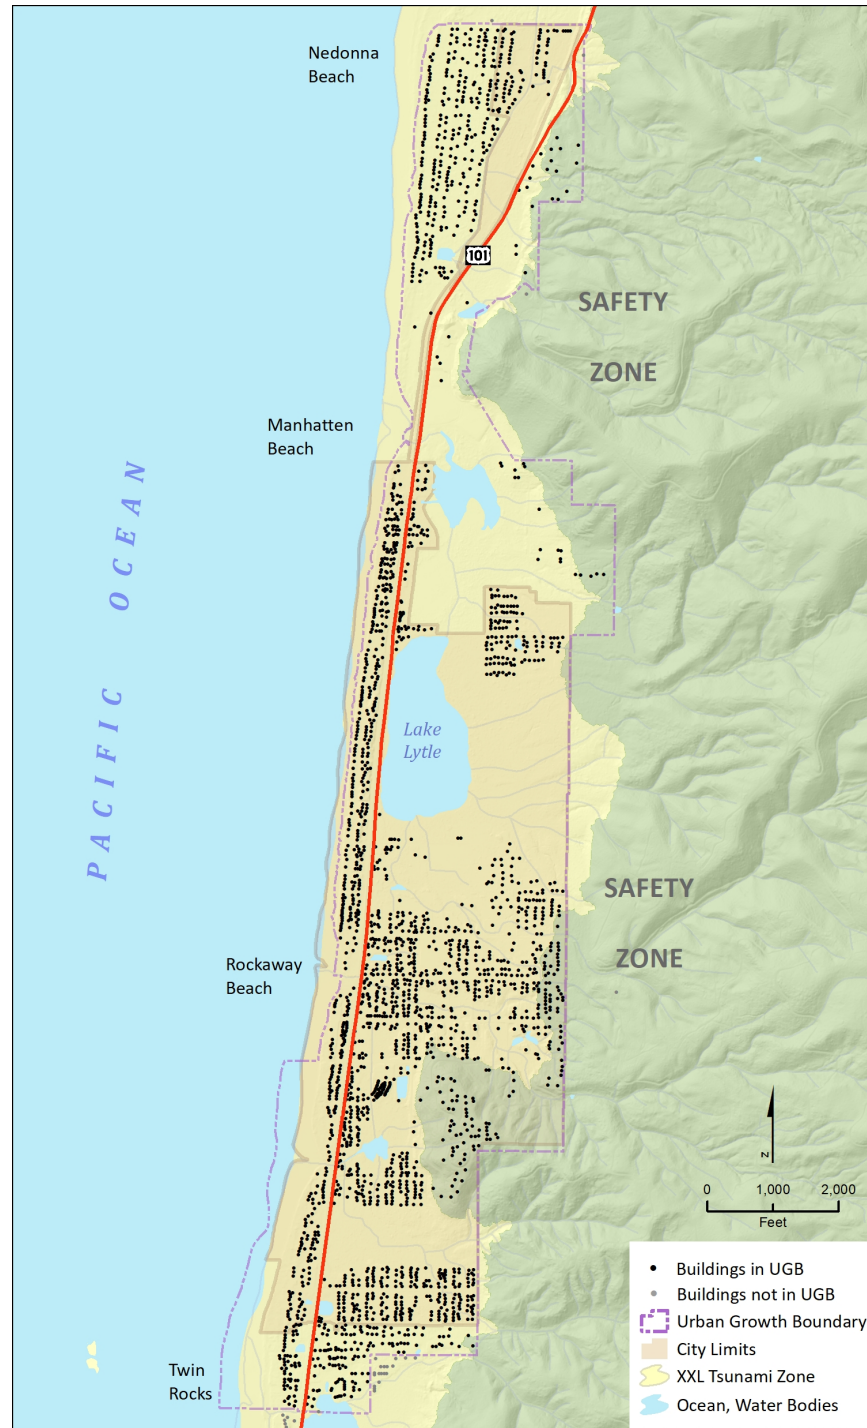 Nedonna
Beach
101
SAFETY
ZONE
Manhatten
Beach
PACIFIC OCEAN
Lake
Lytle
SAFETY
ZONE
Rockaway
Beach
N
0 1,000 2,000
Feet
Twin
Rocks
Buildings in UGB
Buildings not in UGB
Urban Growth Boundary
City Limits
XXL Tsunami Zone
Ocean, Water Bodies